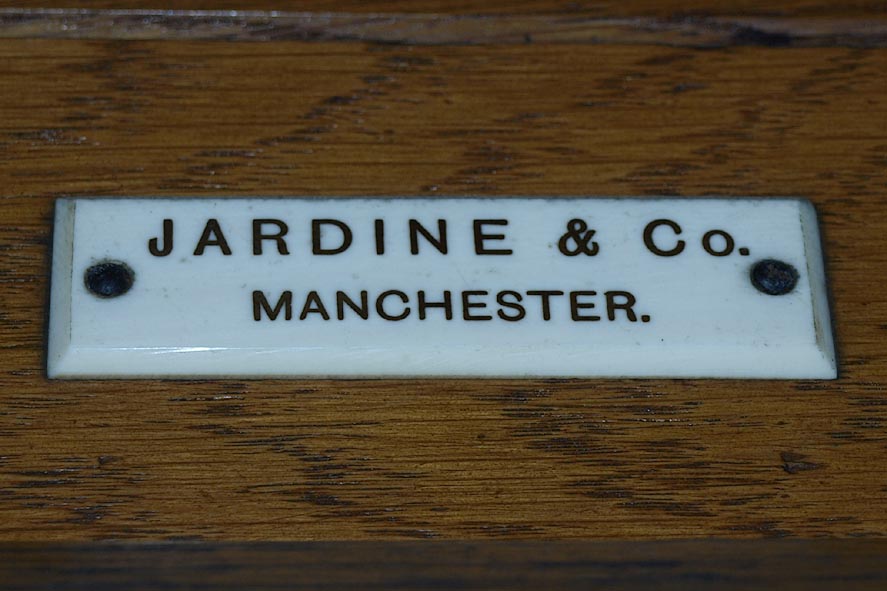 JARDINE & Co.
MANCHESTER.